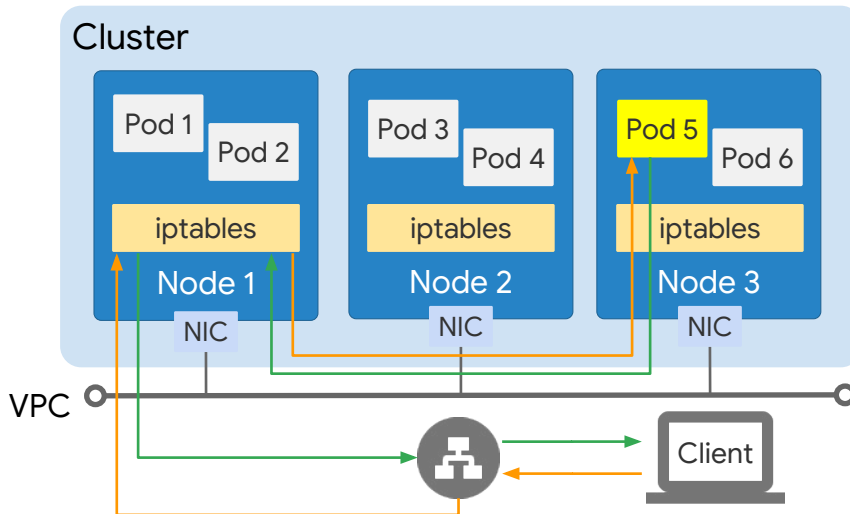 Cluster
Pod 1
Pod 2
iptables
Node 1
NIC
Pod 3
Pod 4
iptables
Node 2
NIC
Pod 5
Pod 6
iptables
Node 3
NIC
VPC
Client